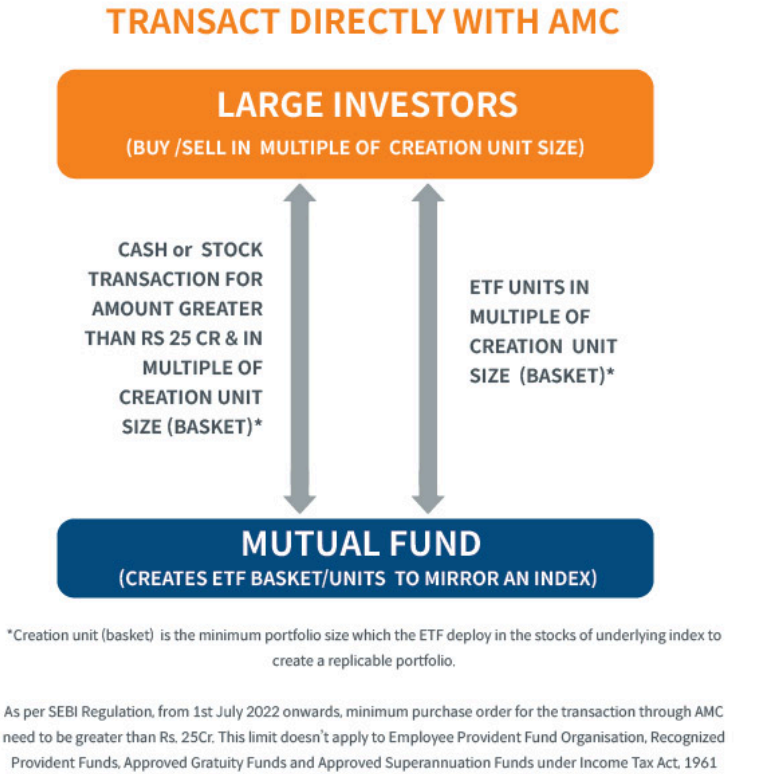 TRANSACT DIRECTLY WITH AMC
LARGE INVESTORS
(BUY /SELL IN MULTIPLE OF CREATION UNIT SIZE)
CASH or STOCK
TRANSACTION FOR
AMOUNT GREATER
THAN RS 25 CR & IN
MULTIPLE OF
CREATION UNIT
SIZE (BASKET)*
ETF UNITS IN
MULTIPLE OF
CREATION UNIT
SIZE (BASKET)*
MUTUAL FUND
(CREATES ETF BASKET/UNITS TO MIRROR AN INDEX)
*Creation unit (basket) is the minimum portfolio size which the ETF deploy in the stocks of underlying index to
create a replicable portfolio.
As per SEBI Regulation, from 1st July 2022 onwards, minimum purchase order for the transaction through AMC
need to be greater than Rs. 25Cr. This limit doesn't apply to Employee Provident Fund Organisation, Recognized
Provident Funds, Approved Gratuity Funds and Approved Superannuation Funds under Income Tax Act, 1961